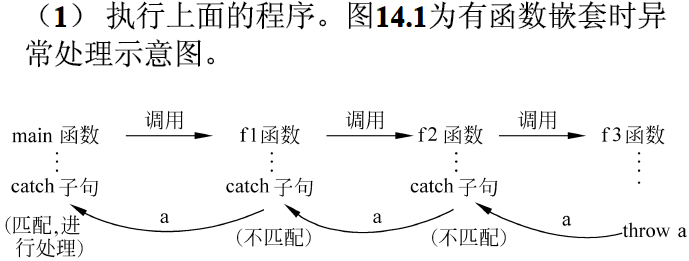 （1） 执行上面的程序。图14.1为有函数嵌套时异
常处理示意图。
调用 调用 调用
main 函数 f1函数 f2 函数 f3 函数
catch 子句 catch 子句 catch 子句
a a a throw a
(匹配,进 (不匹配) (不匹配)
行处理)